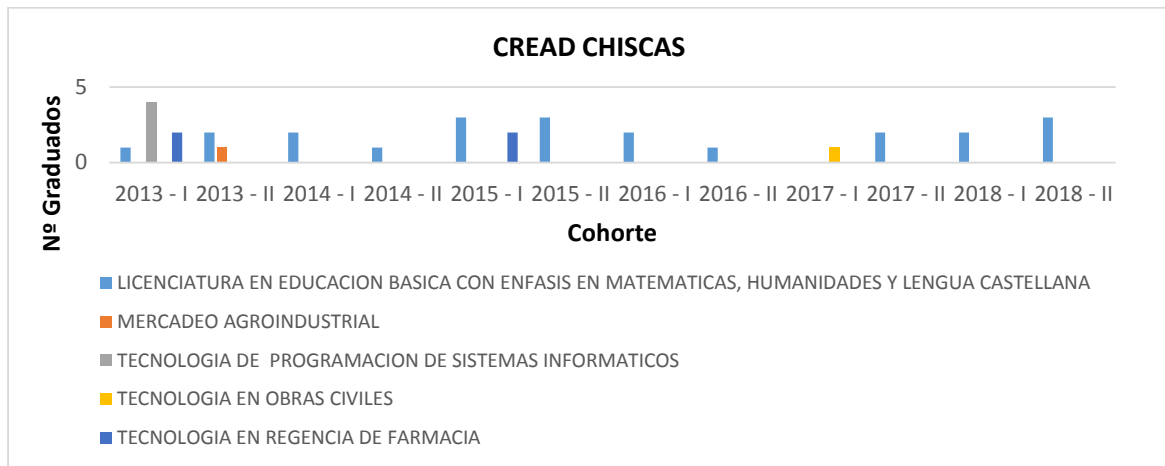 CREAD CHISCAS
5
0
Nº Graduados
2013 - I 2013 - II 2014 - I 2014 - II 2015 - I 2015 - II 2016 - I 2016 - II 2017 - I 2017 - II 2018 - I 2018 - II
Cohorte
LICENCIATURA EN EDUCACION BASICA CON ENFASIS EN MATEMATICAS, HUMANIDADES Y LENGUA CASTELLANA
MERCADEO AGROINDUSTRIAL
TECNOLOGIA DE  PROGRAMACION DE SISTEMAS INFORMATICOS
TECNOLOGIA EN OBRAS CIVILES
TECNOLOGIA EN REGENCIA DE FARMACIA